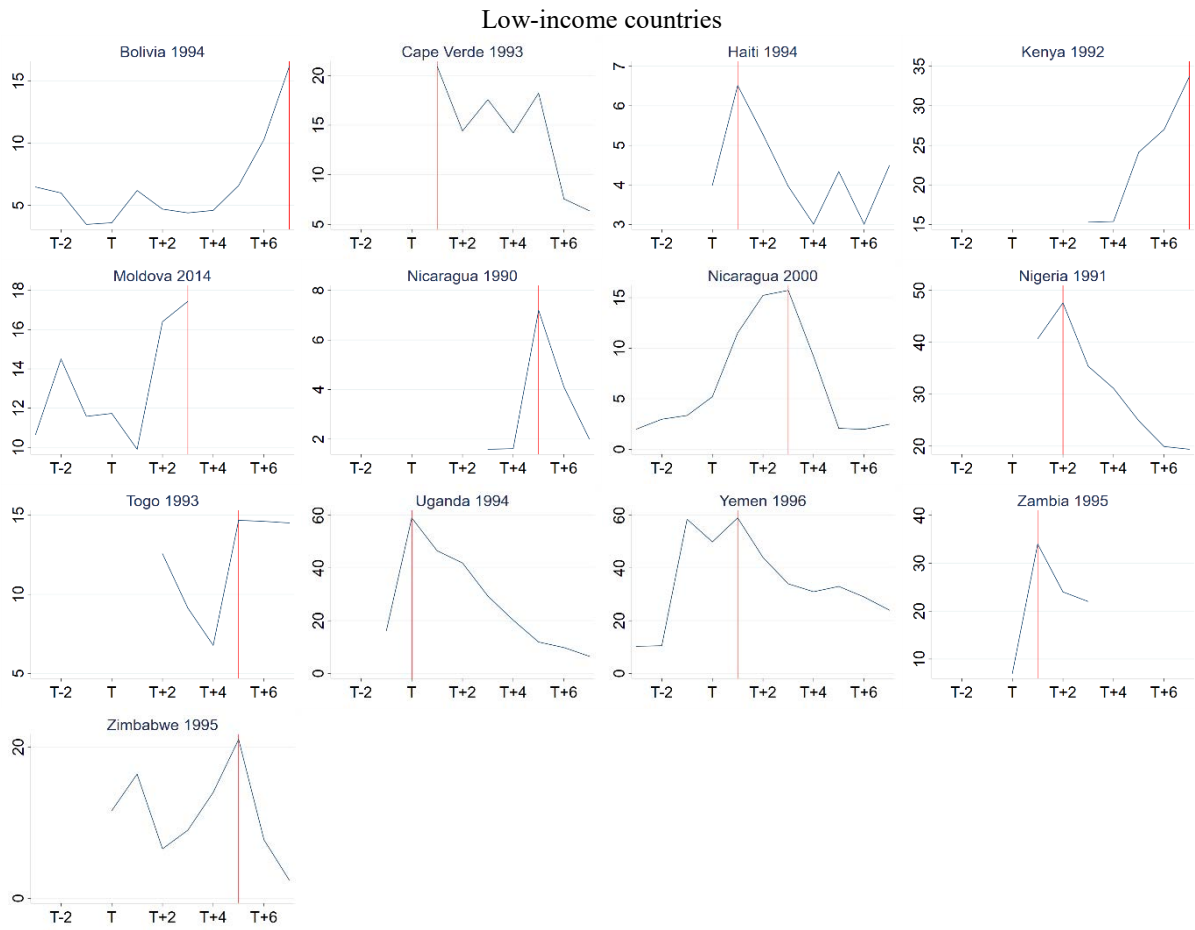 Low-income countries
Bolivia 1994
15
10
5
T-2 T T+2 T+4 T+6
Cape Verde 1993
20
15
10
5
T-2 T T+2 T+4 T+6
Haiti 1994
7
6
5
4
3
T-2 T T+2 T+4 T+6
Kenya 1992
35
30
25
20
15
T-2 T T+2 T+4 T+6
Moldova 2014
18
16
14
12
10
T-2 T T+2 T+4 T+6
Nicaragua 1990
8
6
4
2
T-2 T T+2 T+4 T+6
Nicaragua 2000
15
10
5
0
T-2 T T+2 T+4 T+6
Nigeria 1991
50
40
30
20
T-2 T T+2 T+4 T+6
Togo 1993
15
10
5
T-2 T T+2 T+4 T+6
Uganda 1994
60
40
20
0
T-2 T T+2 T+4 T+6
Yemen 1996
60
40
20
0
T-2 T T+2 T+4 T+6
Zambia 1995
40
30
20
10
T-2 T T+2 T+4 T+6
Zimbabwe 1995
20
0
T-2 T T+2 T+4 T+6